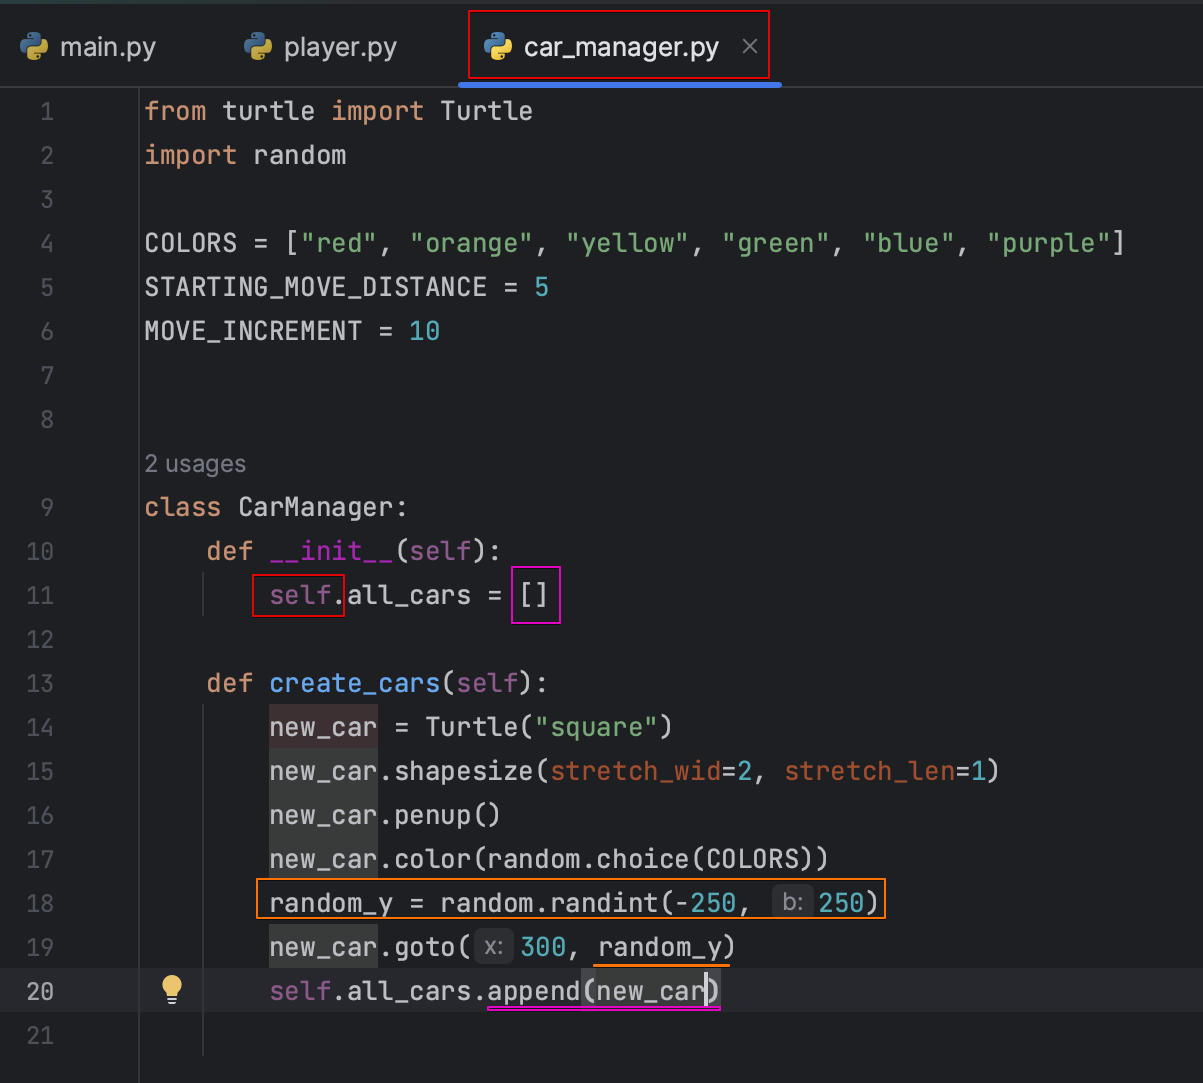 main.py player.py car_manager.py
1 from turtle import Turtle
2 import random
3
4 COLORS = ["red", "orange", "yellow", "green", "blue", "purple"]
5 STARTING_MOVE_DISTANCE = 5
6 MOVE_INCREMENT = 10
7
8
2 usages
9 class CarManager:
10 def __init__(self):
11 self.all_cars = []
12
13 def create_cars(self):
14 new_car = Turtle("square")
15 new_car.shapesize(stretch_wid=2, stretch_len=1)
16 new_car.penup()
17 new_car.color(random.choice(COLORS))
18 random_y = random.randint(-250, b: 250)
19 new_car.goto(x: 300, random_y)
20 self.all_cars.append(new_car)
21